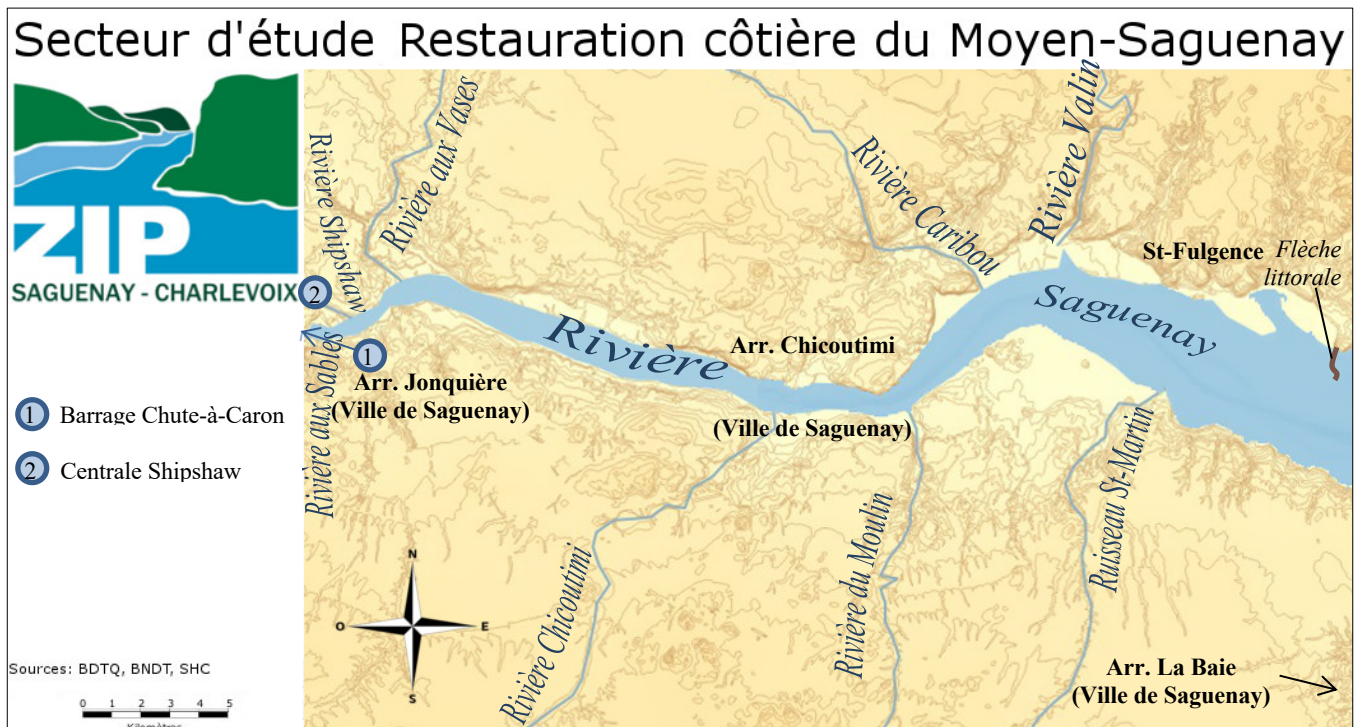 Secteur d'étude Restauration côtière du Moyen-Saguenay
ZIP
SAGUENAY - CHARLEVOIX
1 Barrage Chute-à-Caron
2 Centrale Shipshaw
Sources: BDTQ, BNDT, SHC
0 1 2 3 4 5
Kilomètres
Rivière Shipshaw
Rivière aux Vases
2
1
Rivière aux Sables
Arr. Jonquière
(Ville de Saguenay)
Rivière
Saguenay
Arr. Chicoutimi
(Ville de Saguenay)
Rivière Caribou
Rivière Valin
St-Fulgence
Flèche
littorale
Rivière Chicoutimi
Rivière du Moulin
Ruisseau St-Martin
N
O
E
S
Arr. La Baie
(Ville de Saguenay)